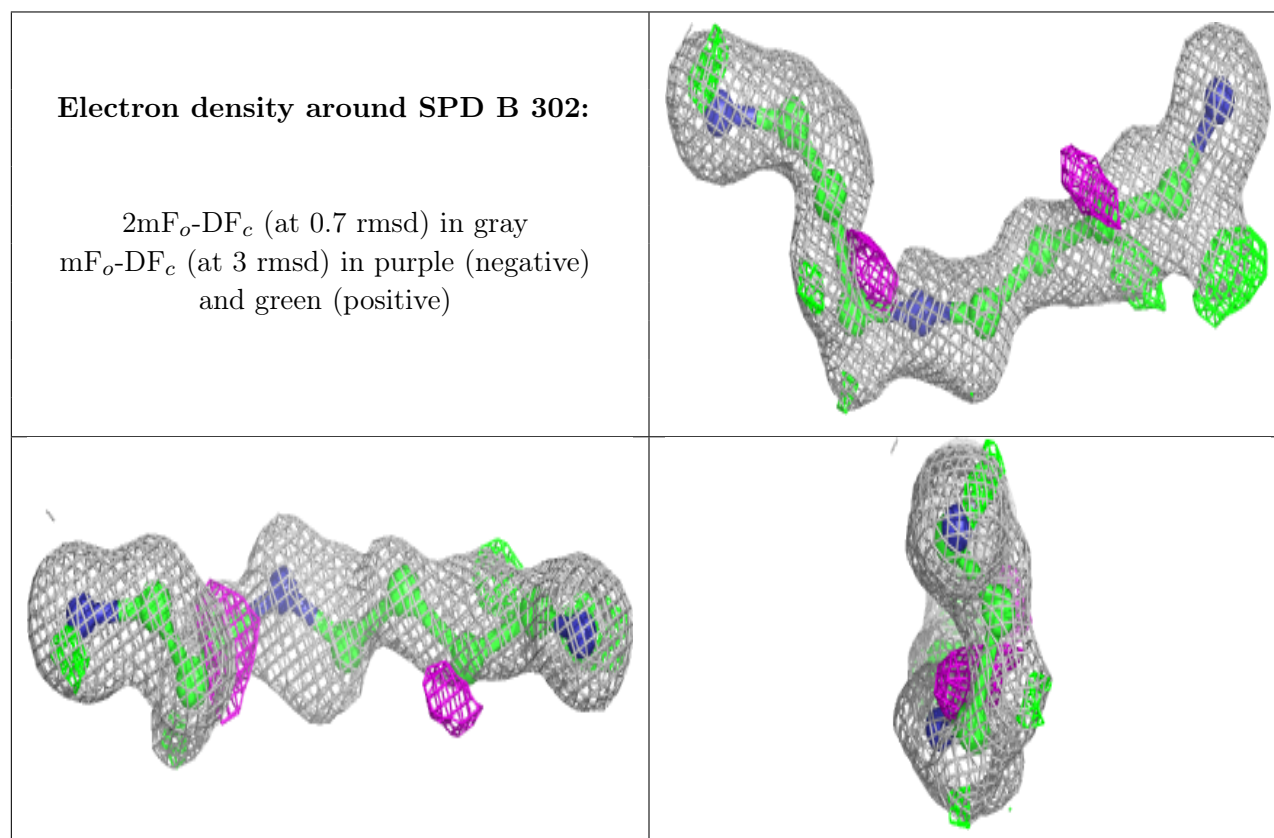 Electron density around SPD B 302:
2mFo-DFc (at 0.7 rmsd) in gray
mFo-DFc (at 3 rmsd) in purple (negative)
and green (positive)